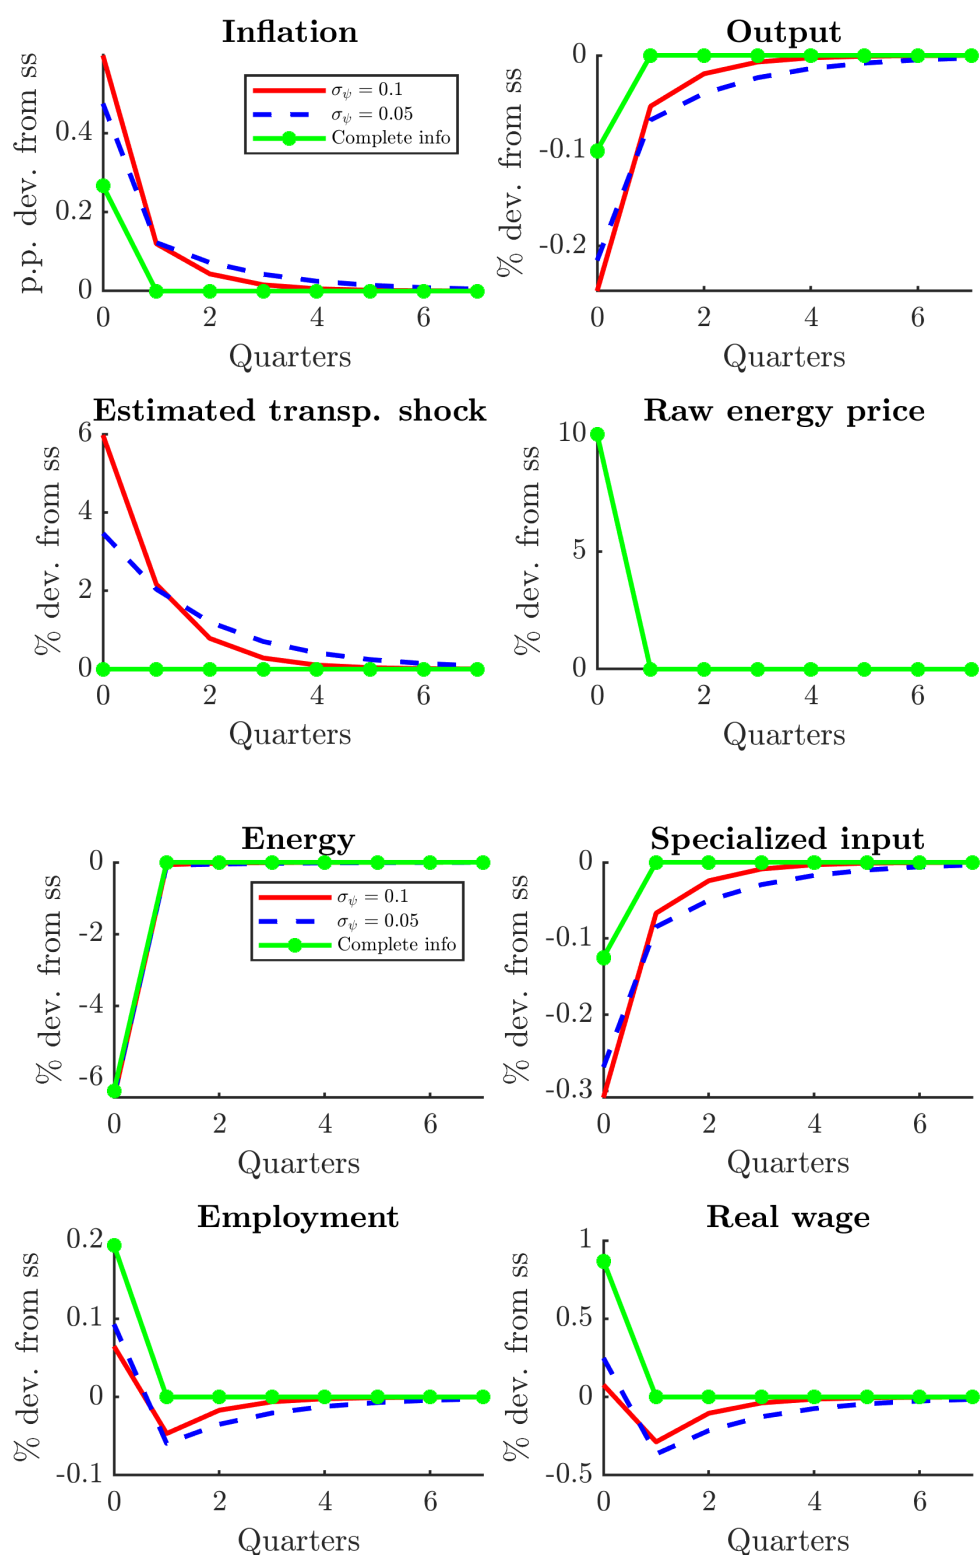 Inflation
p.p. dev. from ss
0.4
0.2
0
σψ = 0.1
σψ = 0.05
Complete info
0 2 4 6
Quarters
Output
% dev. from ss
0
-0.1
-0.2
0 2 4 6
Quarters
Estimated transp. shock
% dev. from ss
6
4
2
0
0 2 4 6
Quarters
Raw energy price
% dev. from ss
10
5
0
0 2 4 6
Quarters
Energy
% dev. from ss
0
-2
-4
-6
σψ = 0.1
σψ = 0.05
Complete info
0 2 4 6
Quarters
Specialized input
% dev. from ss
0
-0.1
-0.2
-0.3
0 2 4 6
Quarters
Employment
% dev. from ss
0.2
0.1
0
-0.1
0 2 4 6
Quarters
Real wage
% dev. from ss
1
0.5
0
-0.5
0 2 4 6
Quarters